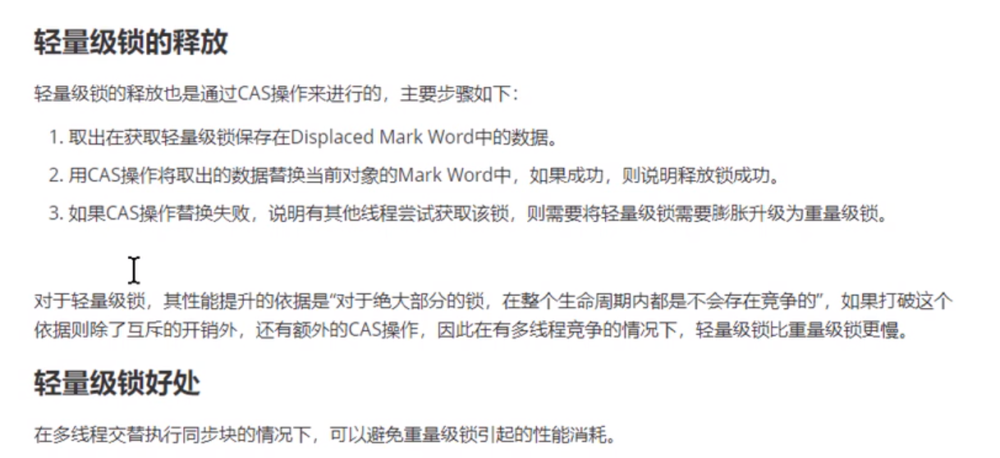 轻量级锁的释放
轻量级锁的释放也是通过CAS操作来进行的，主要步骤如下：
1. 取出在获取轻量级锁保存在Displaced Mark Word中的数据。
2. 用CAS操作将取出的数据替换当前对象的Mark Word中，如果成功，则说明释放锁成功。
3. 如果CAS操作替换失败，说明有其他线程尝试获取该锁，则需要将轻量级锁需要膨胀升级为重量级锁。
对于轻量级锁，其性能提升的依据是“对于绝大部分的锁，在整个生命周期内都是不会存在竞争的”，如果打破这个
依据则除了互斥的开销外，还有额外的CAS操作，因此在有多线程竞争的情况下，轻量级锁比重量级锁更慢。
轻量级锁好处
在多线程交替执行同步块的情况下，可以避免重量级锁引起的性能消耗。